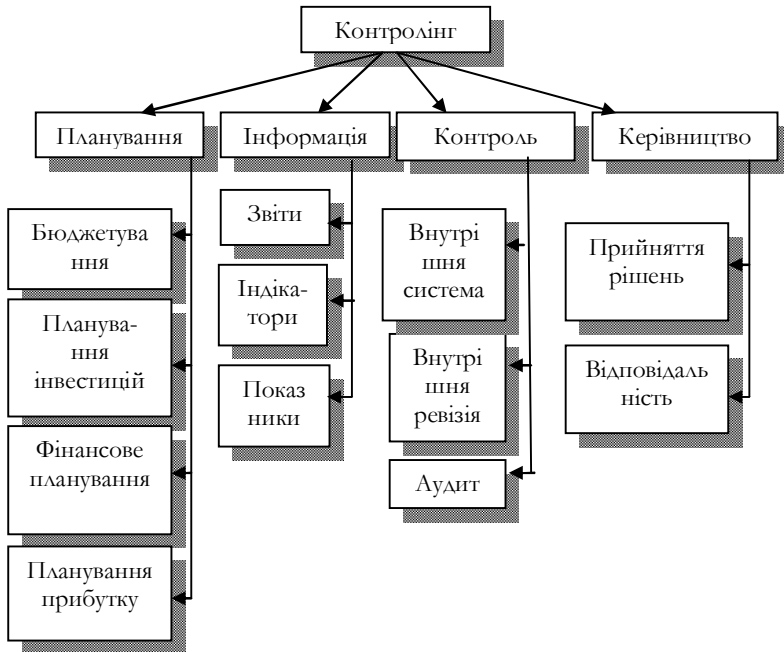 Контролінг
Планування
Інформація
Контроль
Керівництво
Бюджетува
ння
Планува-
ння
інвестицій
Фінансове
планування
Планування
прибутку
Звіти
Індіка-
тори
Показ
ники
Внутрі
шня
система
Внутрі
шня
ревізія
Аудит
Прийняття
рішень
Відповідаль
ність